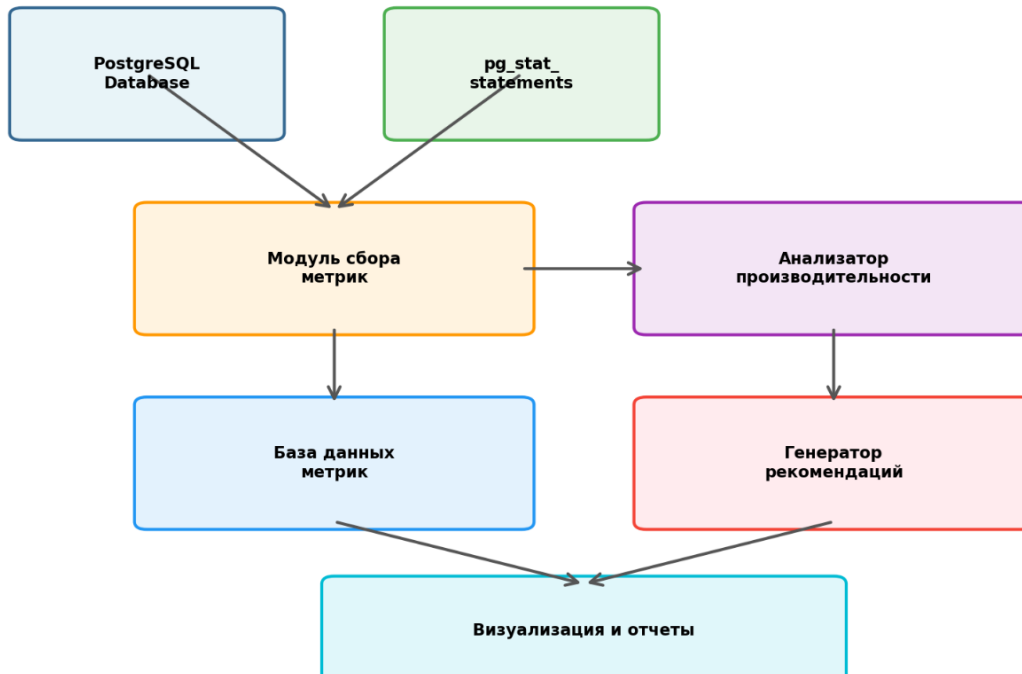 PostgreSQL
Database
pg_stat_
statements
Модуль сбора
метрик
Анализатор
производительности
База данных
метрик
Генератор
рекомендаций
Визуализация и отчеты